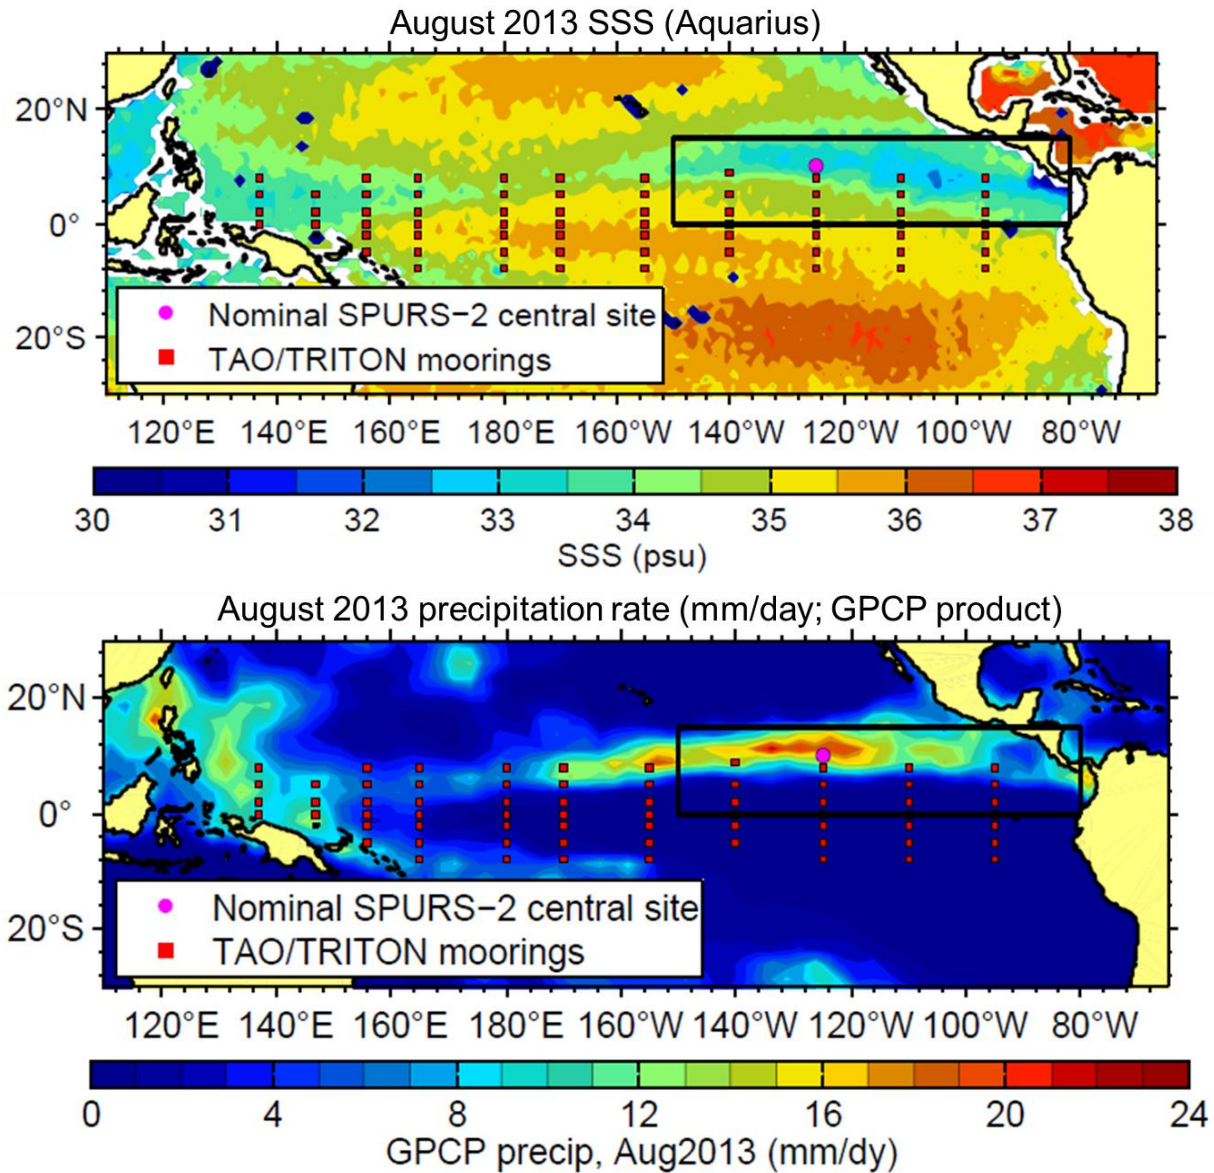 August 2013 SSS (Aquarius)
20°N
0°
20°S
Nominal SPURS−2 central site
TAO/TRITON moorings
120°E 140°E 160°E 180°E 160°W 140°W 120°W 100°W 80°W
30 31 32 33 34 35 36 37 38
SSS (psu)
August 2013 precipitation rate (mm/day; GPCP product)
20°N
0°
20°S
Nominal SPURS−2 central site
TAO/TRITON moorings
120°E 140°E 160°E 180°E 160°W 140°W 120°W 100°W 80°W
0 4 8 12 16 20 24
GPCP precip, Aug2013 (mm/dy)